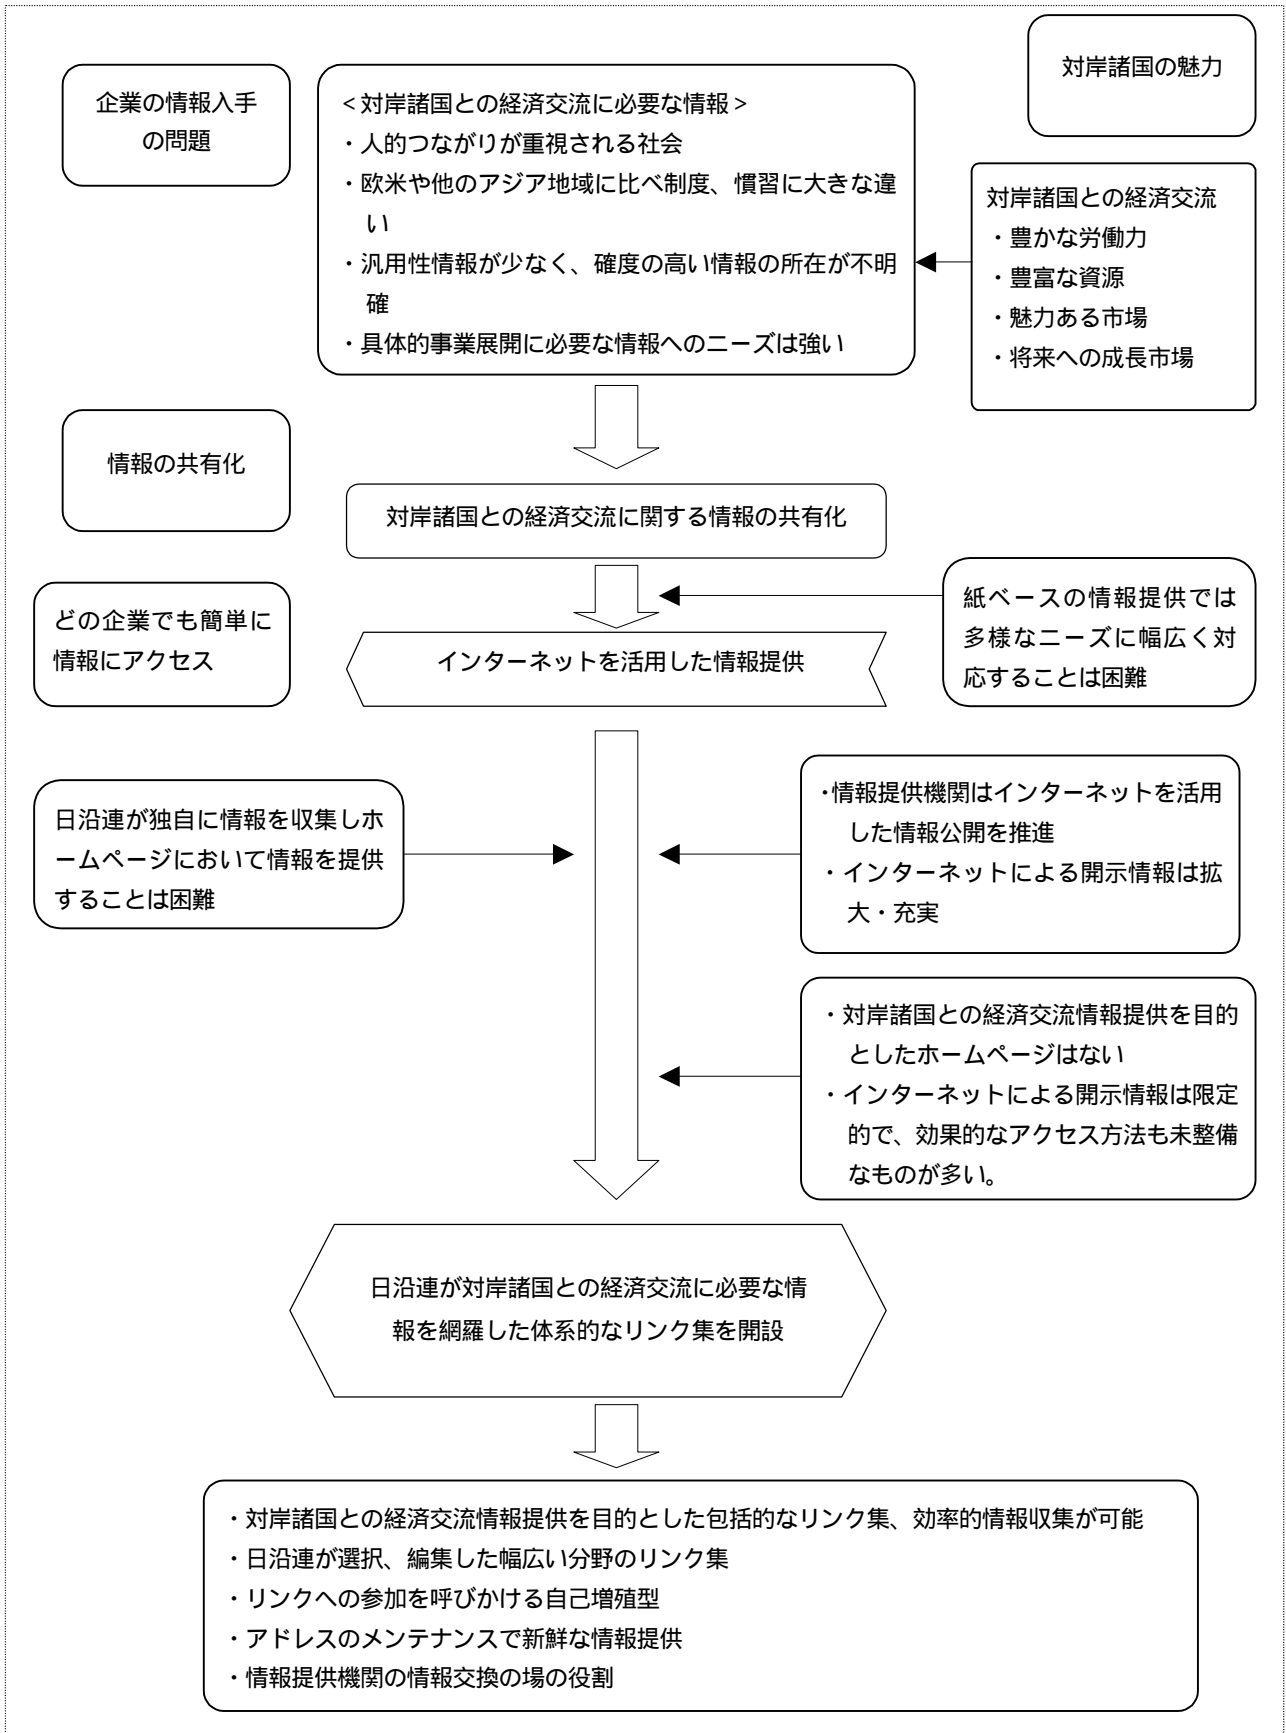 対岸諸国の魅力
企業の情報入手
の問題
<対岸諸国との経済交流に必要な情報>
・人的つながりが重視される社会
・欧米や他のアジア地域に比べ制度、慣習に大きな違
い
・汎用性情報が少なく、確度の高い情報の所在が不明
確
・具体的事業展開に必要な情報へのニーズは強い
対岸諸国との経済交流
・豊かな労働力
・豊富な資源
・魅力ある市場
・将来への成長市場
情報の共有化
対岸諸国との経済交流に関する情報の共有化
どの企業でも簡単に
情報にアクセス
インターネットを活用した情報提供
紙ベースの情報提供では
多様なニーズに幅広く対
応することは困難
日沿連が独自に情報を収集しホ
ームページにおいて情報を提供
することは困難
・情報提供機関はインターネットを活用
した情報公開を推進
・インターネットによる開示情報は拡
大・充実
・対岸諸国との経済交流情報提供を目的
としたホームページはない
・インターネットによる開示情報は限定
的で、効果的なアクセス方法も未整備
なものが多い。
日沿連が対岸諸国との経済交流に必要な情
報を網羅した体系的なリンク集を開設
・対岸諸国との経済交流情報提供を目的とした包括的なリンク集、効率的情報収集が可能
・日沿連が選択、編集した幅広い分野のリンク集
・リンクへの参加を呼びかける自己増殖型
・アドレスのメンテナンスで新鮮な情報提供
・情報提供機関の情報交換の場の役割